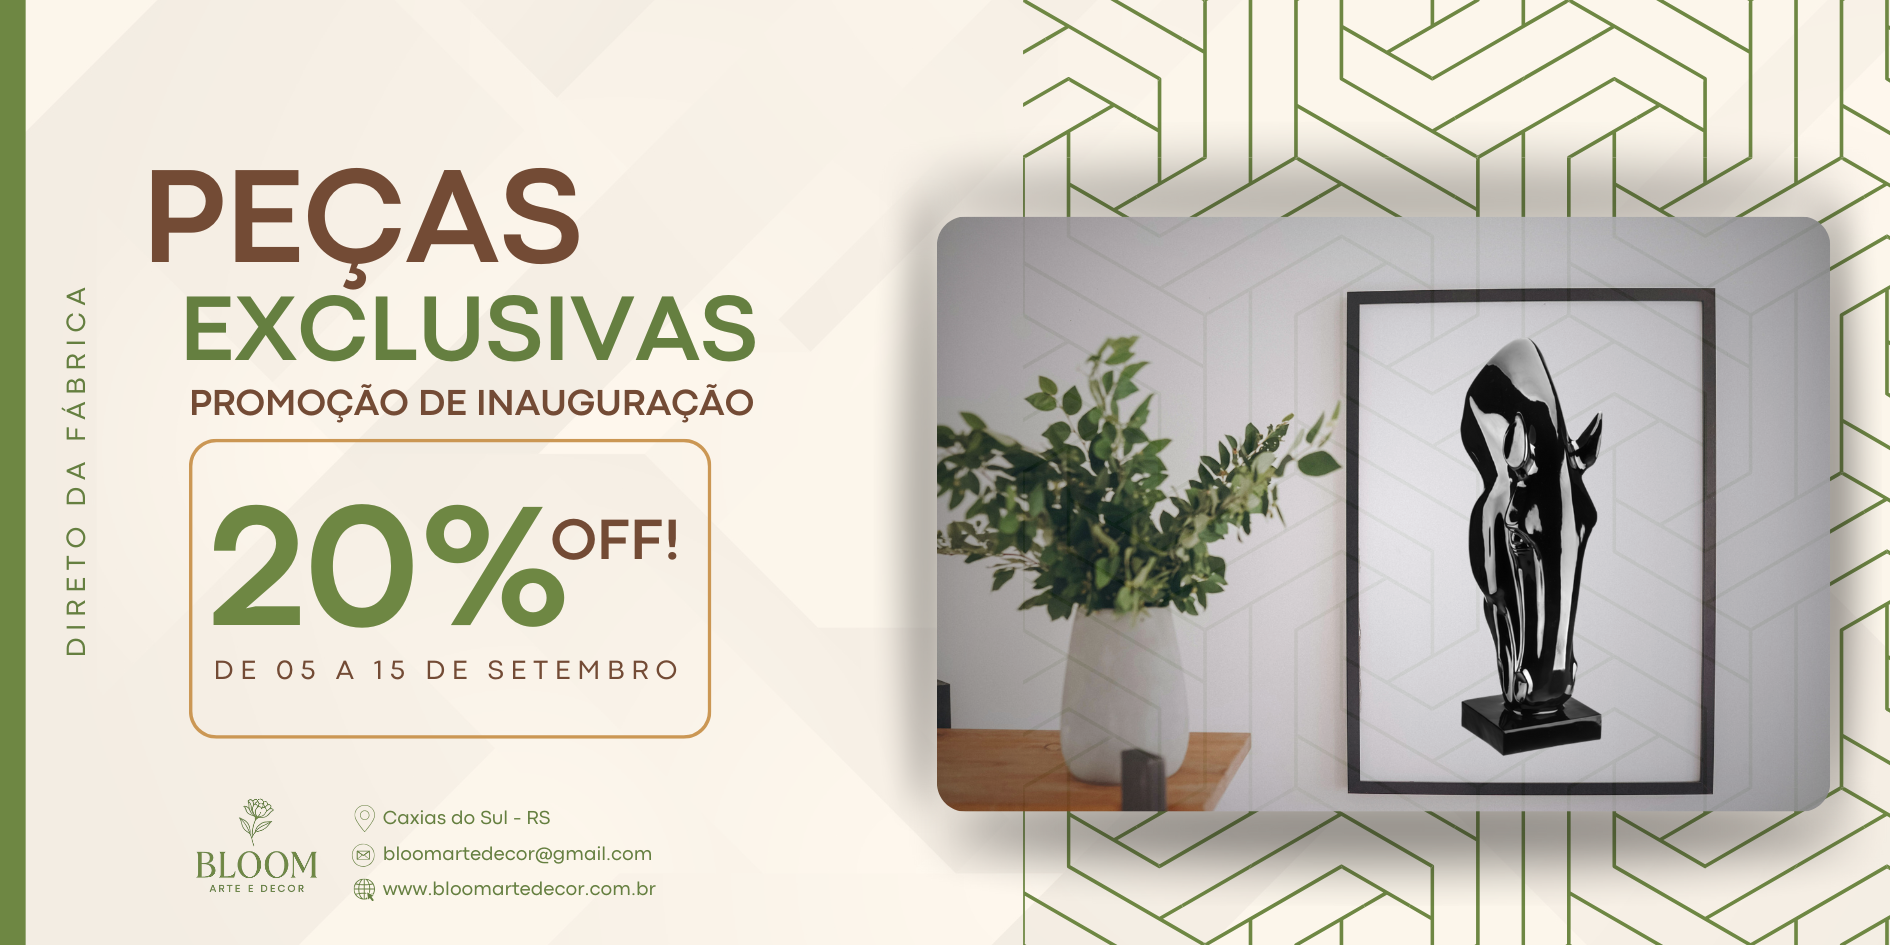 DIRETO DA FÁBRICA
PEÇAS
EXCLUSIVAS
PROMOÇÃO DE INAUGURAÇÃO
20% OFF!
DE 05 A 15 DE SETEMBRO
BLOOM
ARTE E DECOR
Caxias do Sul - RS
bloomartedecor@gmail.com
www.bloomartedecor.com.br